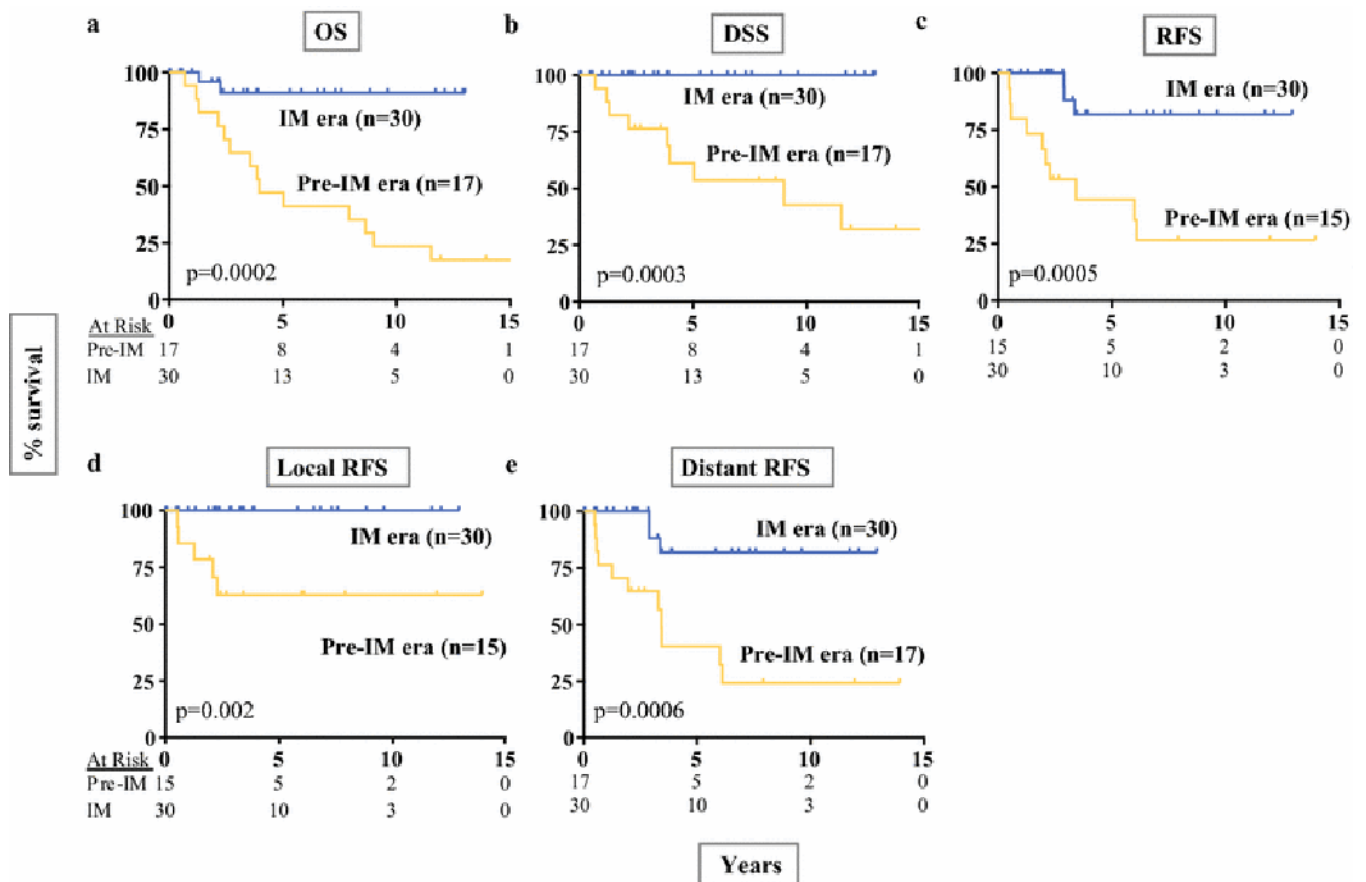 a
OS
100
75
50
25
0
IM era (n=30)
Pre-IM era (n=17)
p=0.0002
0 5 10 15
At Risk
Pre-IM 17 8 4 1
IM 30 13 5 0
b
DSS
100
75
50
25
0
IM era (n=30)
Pre-IM era (n=17)
p=0.0003
0 5 10 15
17 8 4 1
30 13 5 0
c
RFS
100
75
50
25
0
IM era (n=30)
Pre-IM era (n=15)
p=0.0005
0 5 10 15
15 5 2 0
30 10 3 0
% survival
d
Local RFS
100
75
50
25
0
IM era (n=30)
Pre-IM era (n=15)
p=0.002
0 5 10 15
At Risk
Pre-IM 15 5 2 0
IM 30 10 3 0
e
Distant RFS
100
75
50
25
0
IM era (n=30)
Pre-IM era (n=17)
p=0.0006
0 5 10 15
17 5 2 0
30 10 3 0
Years